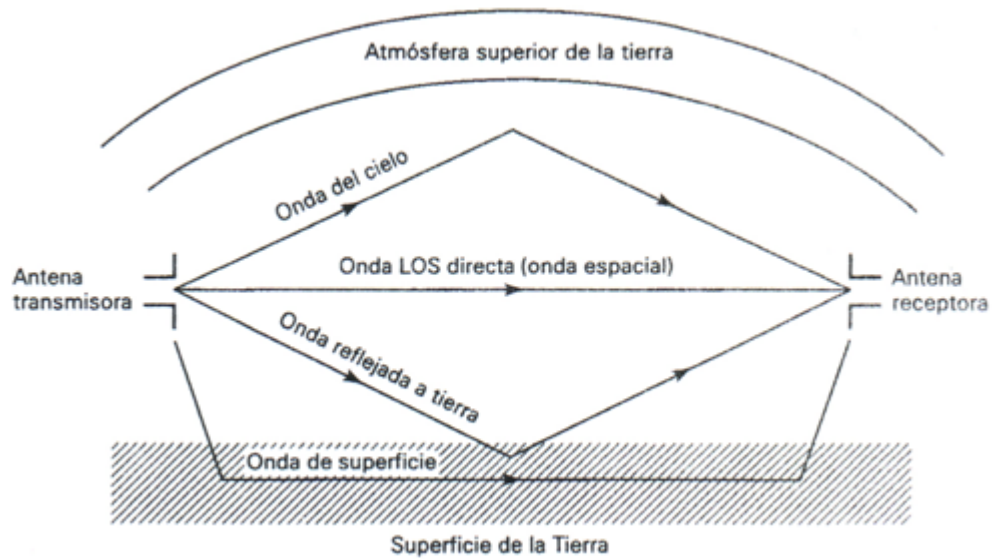 Atmósfera superior de la tierra
Onda del cielo
Onda LOS directa (onda espacial)
Antena
transmisora
Antena
receptora
Onda reflejada a tierra
Onda de superficie
Superficie de la Tierra